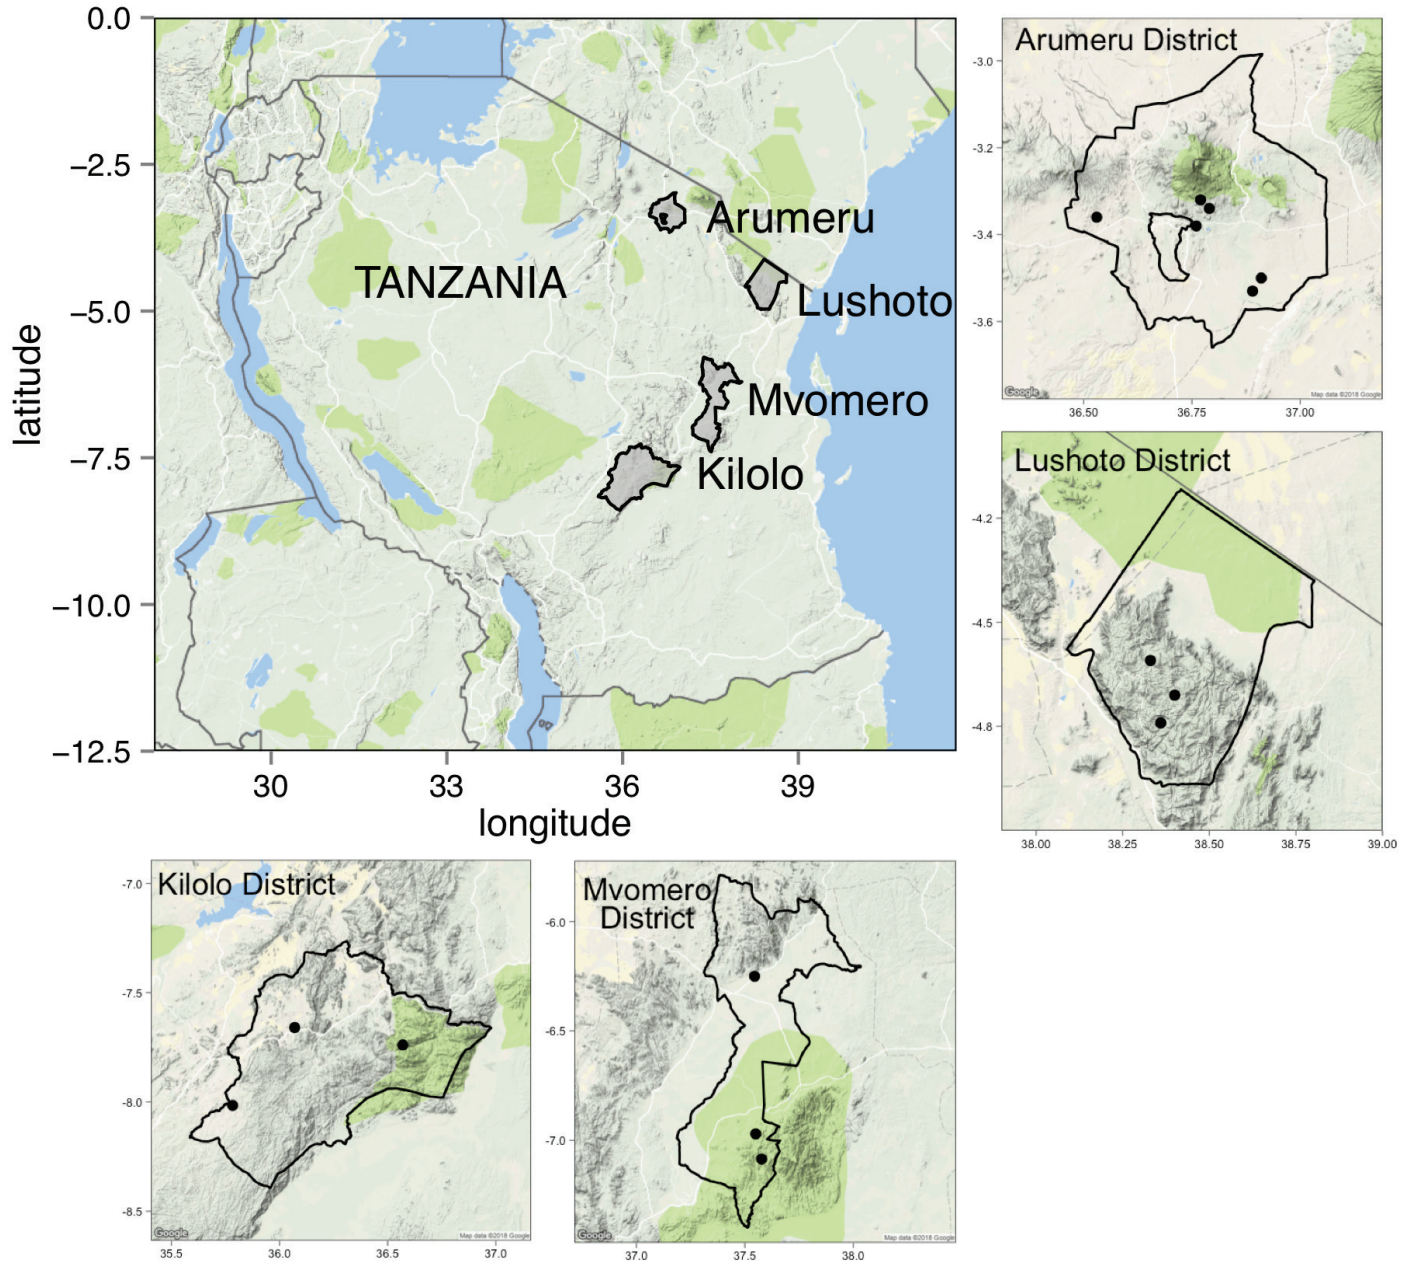 0.0
−2.5
−5.0
−7.5
−10.0
−12.5
latitude
30
33
36
39
longitude
TANZANIA
Arumeru
Lushoto
Mvomero
Kilolo
Arumeru District
-3.0
-3.2
-3.4
-3.6
36.50
36.75
37.00
Google
Map data ©2018 Google
Lushoto District
-4.2
-4.5
-4.8
38.00
38.25
38.50
38.75
39.00
Kilolo District
-7.0
-7.5
-8.0
-8.5
35.5
36.0
36.5
37.0
Google
Map data ©2018 Google
Mvomero
District
-6.0
-6.5
-7.0
37.0
37.5
38.0
Google
Map data ©2018 Google